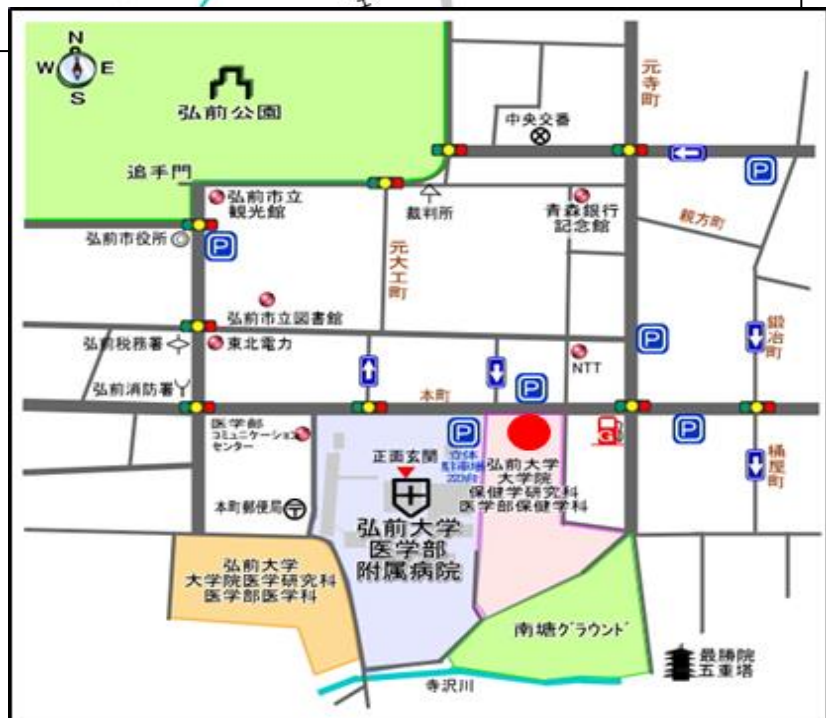 N
W E
S
弘前公園
追手門
元寺町
中央交番
P
弘前市立
観光館
裁判所
青森銀行
記念館
親方町
弘前市役所
P
元大工町
弘前市立図書館
鍛冶町
弘前税務署
東北電力
P
NTT
弘前消防署
本町
P
医学部
コミュニケーション
センター
P
G
P
桶屋町
正面玄関
立体
駐車場
弘前大学
大学院
保健学研究科
医学部保健学科
本町郵便局
弘前大学
医学部
附属病院
弘前大学
大学院医学研究科
医学部医学科
南塘グラウンド
最勝院
五重塔
寺沢川